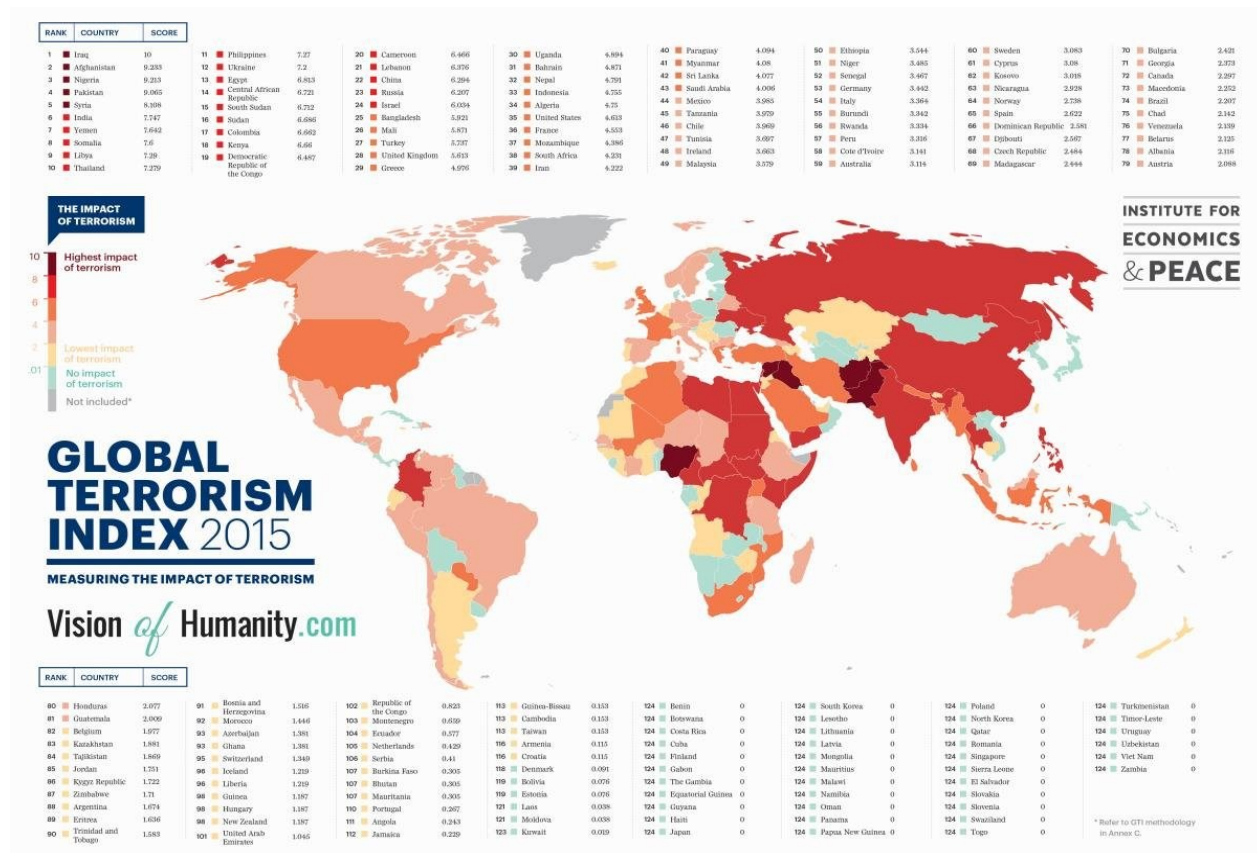 RANK COUNTRY SCORE
1 Iraq 10
2 Afghanistan 9.233
3 Nigeria 9.213
4 Pakistan 9.065
5 Syria 8.108
6 India 7.747
7 Yemen 7.642
8 Somalia 7.6
9 Libya 7.29
10 Thailand 7.279
11 Philippines 7.27
12 Ukraine 7.2
13 Egypt 6.813
14 Central African
Republic 6.721
15 South Sudan 6.712
16 Sudan 6.686
17 Colombia 6.662
18 Kenya 6.66
19 Democratic
Republic of
the Congo 6.487
20 Cameroon 6.466
21 Lebanon 6.376
22 China 6.294
23 Russia 6.207
24 Israel 6.034
25 Bangladesh 5.921
26 Mali 5.871
27 Turkey 5.737
28 United Kingdom 5.613
29 Greece 4.976
30 Uganda 4.894
31 Bahrain 4.871
32 Nepal 4.791
33 Indonesia 4.755
34 Algeria 4.75
35 United States 4.613
36 France 4.553
37 Mozambique 4.386
38 South Africa 4.231
39 Iran 4.222
40 Paraguay 4.094
41 Myanmar 4.08
42 Sri Lanka 4.077
43 Saudi Arabia 4.006
44 Mexico 3.985
45 Tanzania 3.979
46 Chile 3.969
47 Tunisia 3.697
48 Ireland 3.663
49 Malaysia 3.579
50 Ethiopia 3.544
51 Niger 3.485
52 Senegal 3.467
53 Germany 3.442
54 Italy 3.364
55 Burundi 3.342
56 Rwanda 3.334
57 Peru 3.316
58 Cote d'Ivoire 3.141
59 Australia 3.114
60 Sweden 3.083
61 Cyprus 3.08
62 Kosovo 3.018
63 Nicaragua 2.928
64 Norway 2.738
65 Spain 2.622
66 Dominican Republic 2.581
67 Djibouti 2.567
68 Czech Republic 2.484
69 Madagascar 2.444
70 Bulgaria 2.421
71 Georgia 2.373
72 Canada 2.297
73 Macedonia 2.252
74 Brazil 2.207
75 Chad 2.142
76 Venezuela 2.139
77 Belarus 2.125
78 Albania 2.116
79 Austria 2.088
THE IMPACT
OF TERRORISM
10 Highest impact
of terrorism
8
6
4
2 Lowest impact
of terrorism
.01 No impact
of terrorism
Not included*
INSTITUTE FOR
ECONOMICS
& PEACE
GLOBAL
TERRORISM
INDEX 2015
MEASURING THE IMPACT OF TERRORISM
Vision of Humanity.com
RANK COUNTRY SCORE
80 Honduras 2.077
81 Guatemala 2.009
82 Belgium 1.977
83 Kazakhstan 1.881
84 Tajikistan 1.869
85 Jordan 1.751
86 Kygyz Republic 1.722
87 Zimbabwe 1.71
88 Argentina 1.674
89 Eritrea 1.636
90 Trinidad and
Tobago 1.583
91 Bosnia and
Herzegovina 1.516
92 Morocco 1.446
93 Azerbaijan 1.381
93 Ghana 1.381
95 Switzerland 1.349
96 Iceland 1.219
96 Liberia 1.219
98 Guinea 1.187
98 Hungary 1.187
98 New Zealand 1.187
101 United Arab
Emirates 1.045
102 Republic of
the Congo 0.823
103 Montenegro 0.659
104 Ecuador 0.577
105 Netherlands 0.429
106 Serbia 0.41
107 Burkina Faso 0.305
107 Bhutan 0.305
107 Mauritania 0.305
110 Portugal 0.267
111 Angola 0.243
112 Jamaica 0.229
113 Guinea-Bissau 0.153
113 Cambodia 0.153
113 Taiwan 0.153
116 Armenia 0.115
116 Croatia 0.115
118 Denmark 0.091
119 Bolivia 0.076
119 Estonia 0.076
121 Laos 0.038
121 Moldova 0.038
123 Kuwait 0.019
124 Benin 0
124 Botswana 0
124 Costa Rica 0
124 Cuba 0
124 Finland 0
124 Gabon 0
124 The Gambia 0
124 Equatorial Guinea 0
124 Guyana 0
124 Haiti 0
124 Japan 0
124 South Korea 0
124 Lesotho 0
124 Lithuania 0
124 Latvia 0
124 Mongolia 0
124 Mauritius 0
124 Malawi 0
124 Namibia 0
124 Oman 0
124 Panama 0
124 Papua New Guinea 0
124 Poland 0
124 North Korea 0
124 Qatar 0
124 Romania 0
124 Singapore 0
124 Sierra Leone 0
124 El Salvador 0
124 Slovakia 0
124 Slovenia 0
124 Swaziland 0
124 Togo 0
124 Turkmenistan 0
124 Timor-Leste 0
124 Uruguay 0
124 Uzbekistan 0
124 Viet Nam 0
124 Zambia 0
* Refer to GTI methodology
in Annex C.